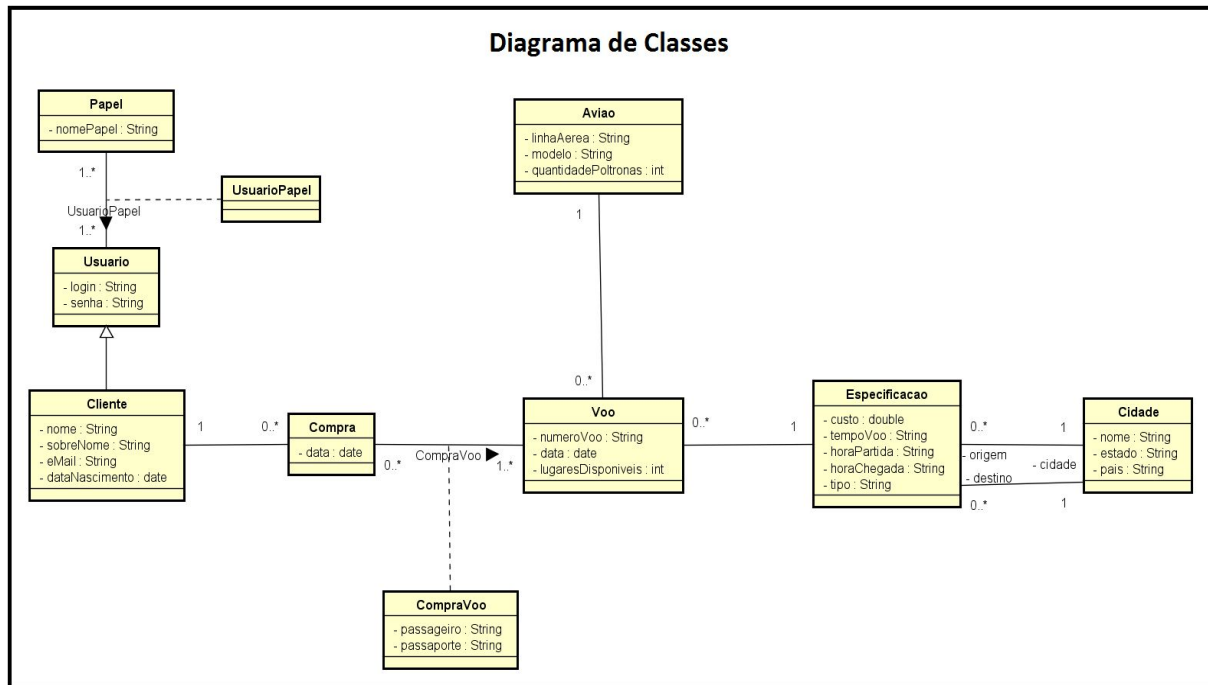 Diagrama de Classes
Papel
- nomePapel : String
1..*
UsuarioPapel
1..*
UsuarioPapel
Usuario
- login : String
- senha : String
Aviao
- linhaAerea : String
- modelo : String
- quantidadePoltronas : int
1
0..*
Cliente
- nome : String
- sobreNome : String
- eMail : String
- dataNascimento : date
1
0..*
Compra
- data : date
0..*
CompraVoo
1..*
Voo
- numeroVoo : String
- data : date
- lugaresDisponiveis : int
0..*
1
Especificacao
- custo : double
- tempoVoo : String
- horaPartida : String
- horaChegada : String
- tipo : String
0..*
1
- origem
- cidade
- destino
0..*
1
Cidade
- nome : String
- estado : String
- pais : String
CompraVoo
- passageiro : String
- passaporte : String